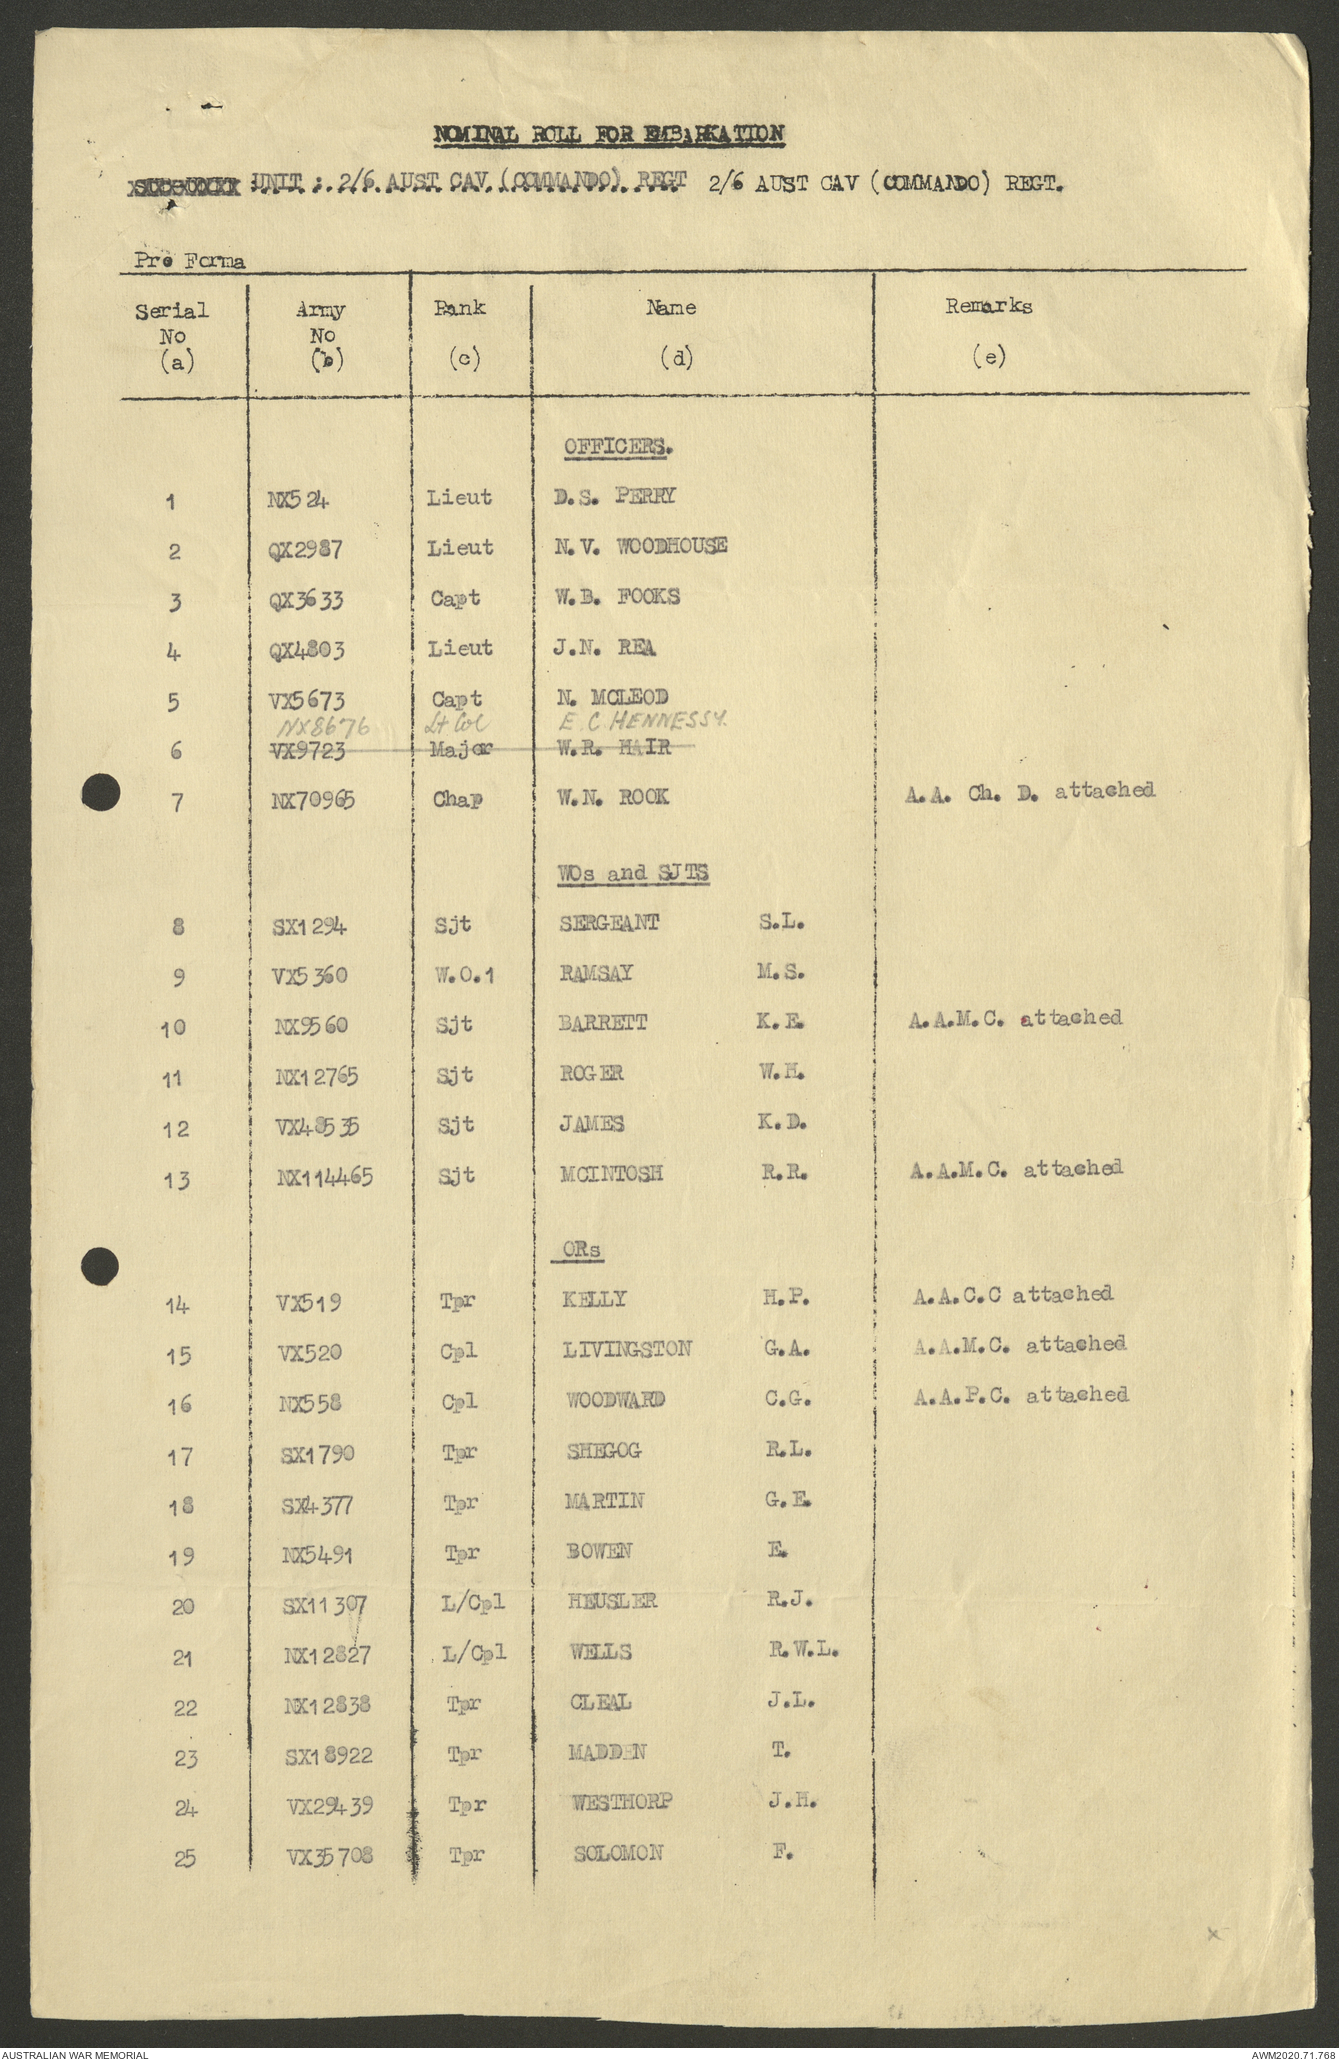 NOMINAL ROLL FOR EMBARKATION
UNIT : 2/6 AUST CAV (COMMANDO) REGT 2/6 AUST CAV (COMMANDO) REGT.
Pro Forma
Serial No (a) Army No (b) Rank (c) Name (d) Remarks (e)
OFFICERS.
1 NX524 Lieut D.S. PERRY
2 QX2987 Lieut N.V. WOODHOUSE
3 QX3633 Capt W.B. FOOKS
4 QX4803 Lieut J.N. REA
5 VX5673 Capt N. MCLEOD
NX8676 Lt Col E.C HENNESSY.
6 VX9723 Major W.R. HAIR
7 NX70965 Chap W.N. ROOK A.A. Ch. D. attached
WOs and SJTS
8 SX1294 Sjt SERGEANT S.L.
9 VX5360 W.O.1 RAMSAY M.S.
10 NX9560 Sjt BARRETT K.E. A.A.M.C. attached
11 NX12765 Sjt ROGER W.H.
12 VX48535 Sjt JAMES K.D.
13 NX114465 Sjt MCINTOSH R.R. A.A.M.C. attached
ORs
14 VX519 Tpr KELLY H.P. A.A.C.C attached
15 VX520 Cpl LIVINGSTON G.A. A.A.M.C. attached
16 NX558 Cpl WOODWARD C.G. A.A.P.C. attached
17 SX1790 Tpr SHEGOG R.L.
18 SX4377 Tpr MARTIN G.E.
19 NX5491 Tpr BOWEN E.
20 SX11307 L/Cpl HEUSLER R.J.
21 NX12827 L/Cpl WELLS R.W.L.
22 NX12838 Tpr CLEAL J.L.
23 SX18922 Tpr MADDEN T.
24 VX29439 Tpr WESTHORP J.H.
25 VX35708 Tpr SOLOMON F.
x
AUSTRALIAN WAR MEMORIAL AWM2020.71.768